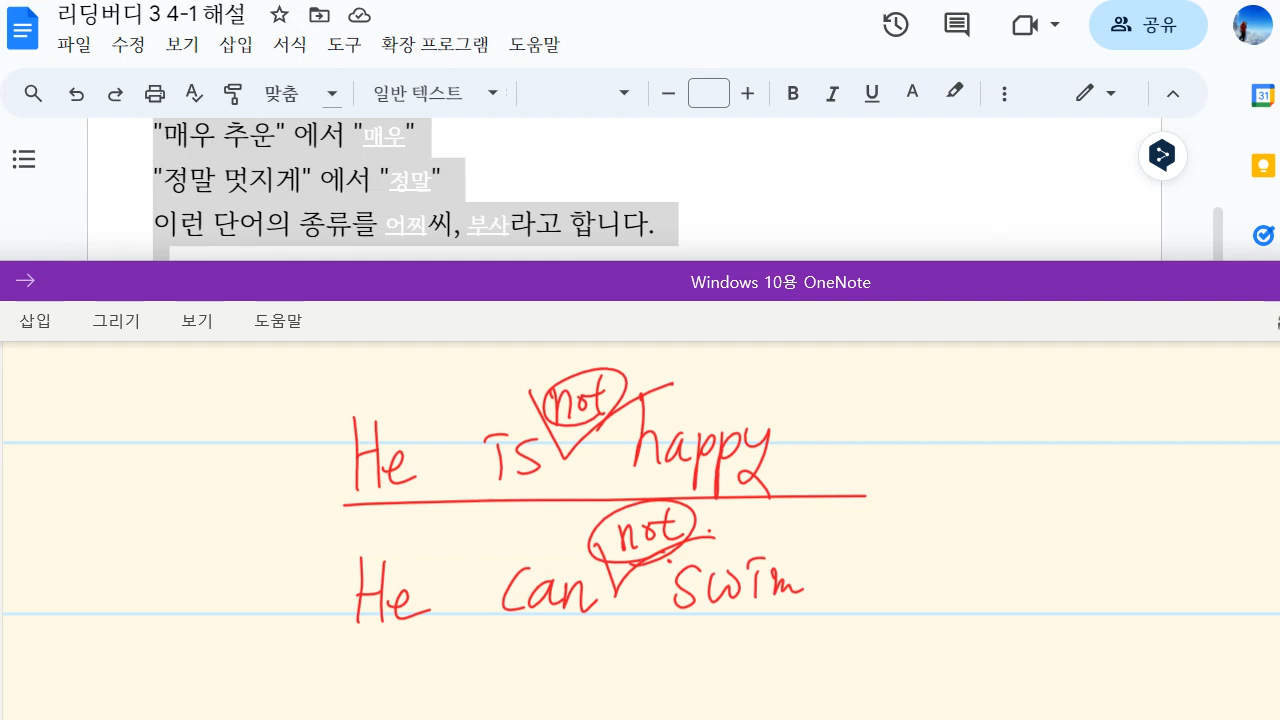 리딩버디 3 4-1 해설
파일 수정 보기 삽입 서식 도구 확장 프로그램 도움말
공유
맞춤 일반 텍스트 B I U A
31
"매우 추운" 에서 "매우"
"정말 멋지게" 에서 "정말"
이런 단어의 종류를 어찌씨, 부사라고 합니다.
Windows 10용 OneNote
삽입 그리기 보기 도움말
not
He is happy
not.
He can swim